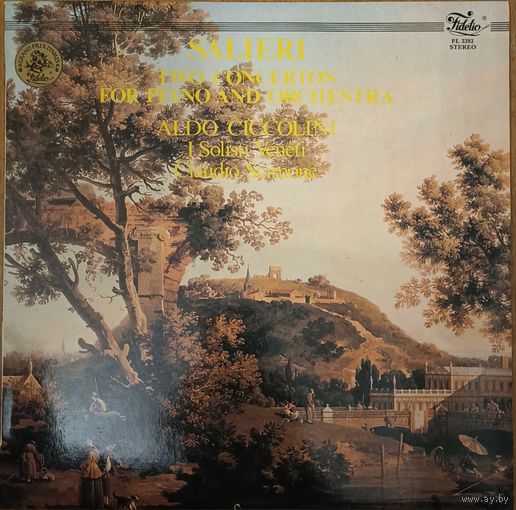 Fidelio
FL 3393
STEREO
Fidelio
SALIERI
TWO CONCERTOS
FOR PIANO AND ORCHESTRA
ALDO CICCOLINI
I Solisti Veneti
Claudio Scimone
www.ay.by